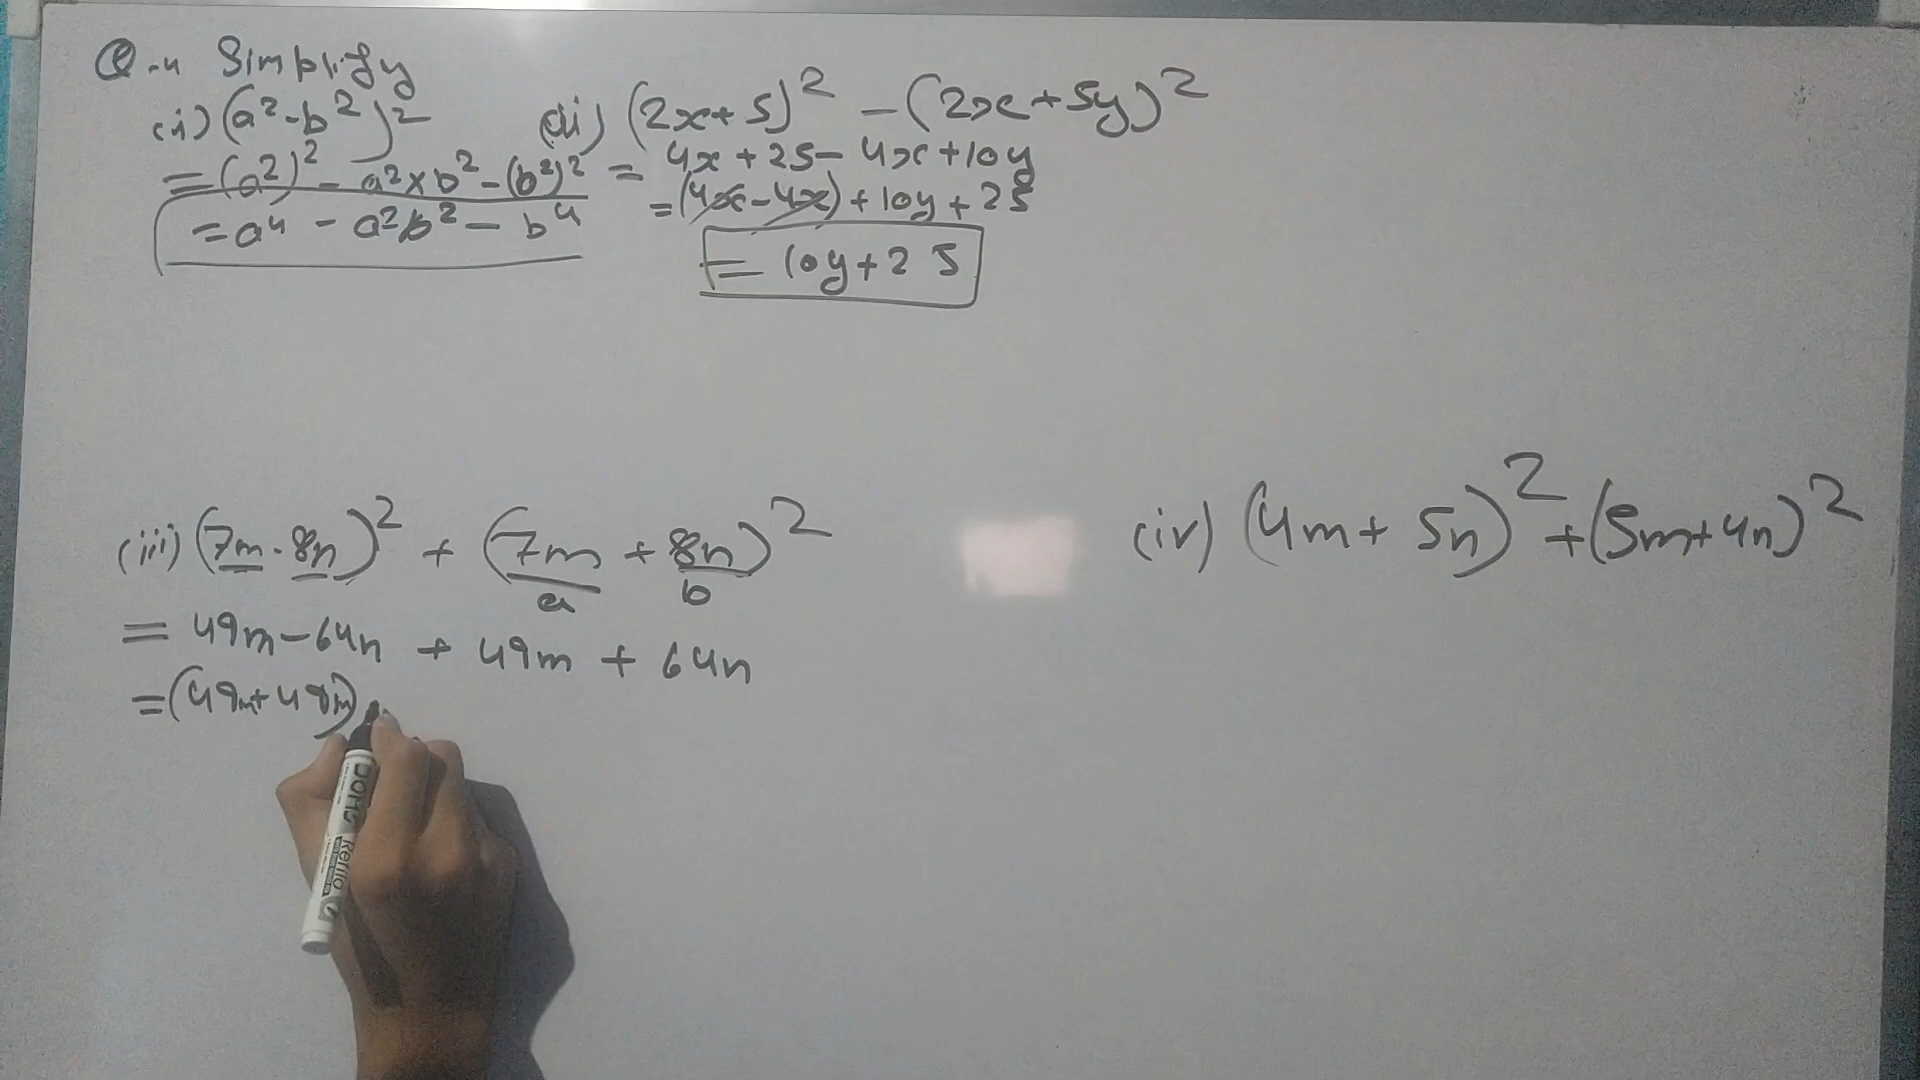 Q.4 Simplify
(i) (a²-b²)²
= (a²)² - a²×b² - (b²)²
= a⁴ - a²b² - b⁴
(ii) (2x+5)² - (2x+5y)²
= 4x + 25 - 4x + 10y
= (4x - 4x) + 10y + 25
= 10y + 25
(iii) (7m - 8n)² + (7m + 8n)²
a b
= 49m - 64n + 49m + 64n
= (49m + 49m)
(iv) (4m + 5n)² + (5m + 4n)²
DOMS Refillo